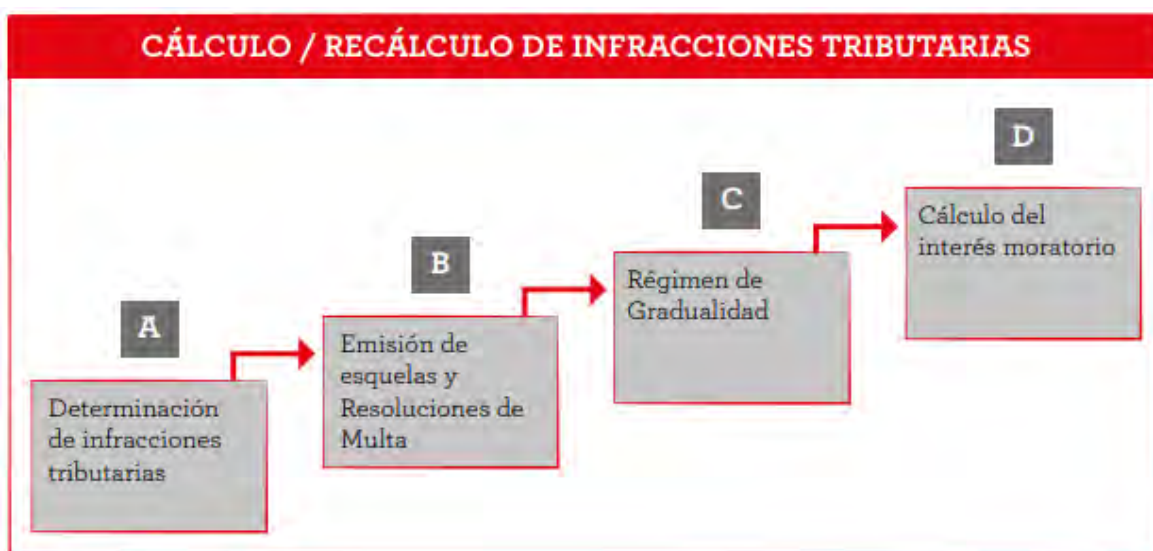 CÁLCULO / RECÁLCULO DE INFRACCIONES TRIBUTARIAS
A
Determinación
de infracciones
tributarias
B
Emisión de
esquelas y
Resoluciones de
Multa
C
Régimen de
Gradualidad
D
Cálculo del
interés moratorio